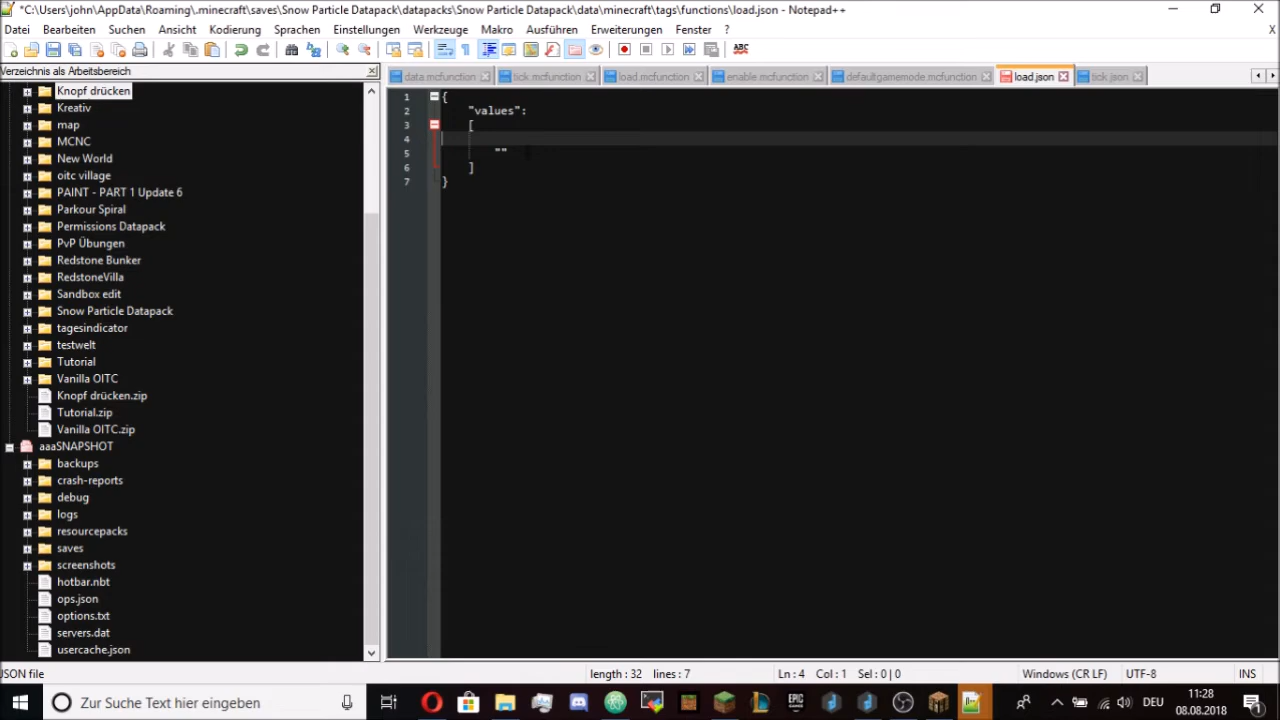 *C:\Users\john\AppData\Roaming\.minecraft\saves\Snow Particle Datapack\datapacks\Snow Particle Datapack\data\minecraft\tags\functions\load.json - Notepad++
Datei Bearbeiten Suchen Ansicht Kodierung Sprachen Einstellungen Werkzeuge Makro Ausführen Erweiterungen Fenster ? X
ABC
Verzeichnis als Arbeitsbereich
data.mcfunction tick.mcfunction load.mcfunction enable.mcfunction defaultgamemode.mcfunction load.json tick.json
Knopf drücken
Kreativ
map
MCNC
New World
oitc village
PAINT - PART 1 Update 6
Parkour Spiral
Permissions Datapack
PvP Übungen
Redstone Bunker
RedstoneVilla
Sandbox edit
Snow Particle Datapack
tagesindicator
testwelt
Tutorial
Vanilla OITC
Knopf drücken.zip
Tutorial.zip
Vanilla OITC.zip
aaaSNAPSHOT
backups
crash-reports
debug
logs
resourcepacks
saves
screenshots
hotbar.nbt
ops.json
options.txt
servers.dat
usercache.json
1 {
2 "values":
3 [
4
5 ""
6 ]
7 }
JSON file length : 32 lines : 7 Ln : 4 Col : 1 Sel : 0 | 0 Windows (CR LF) UTF-8 INS
Zur Suche Text hier eingeben
EPIC GAMES
DEU
11:28
08.08.2018
1